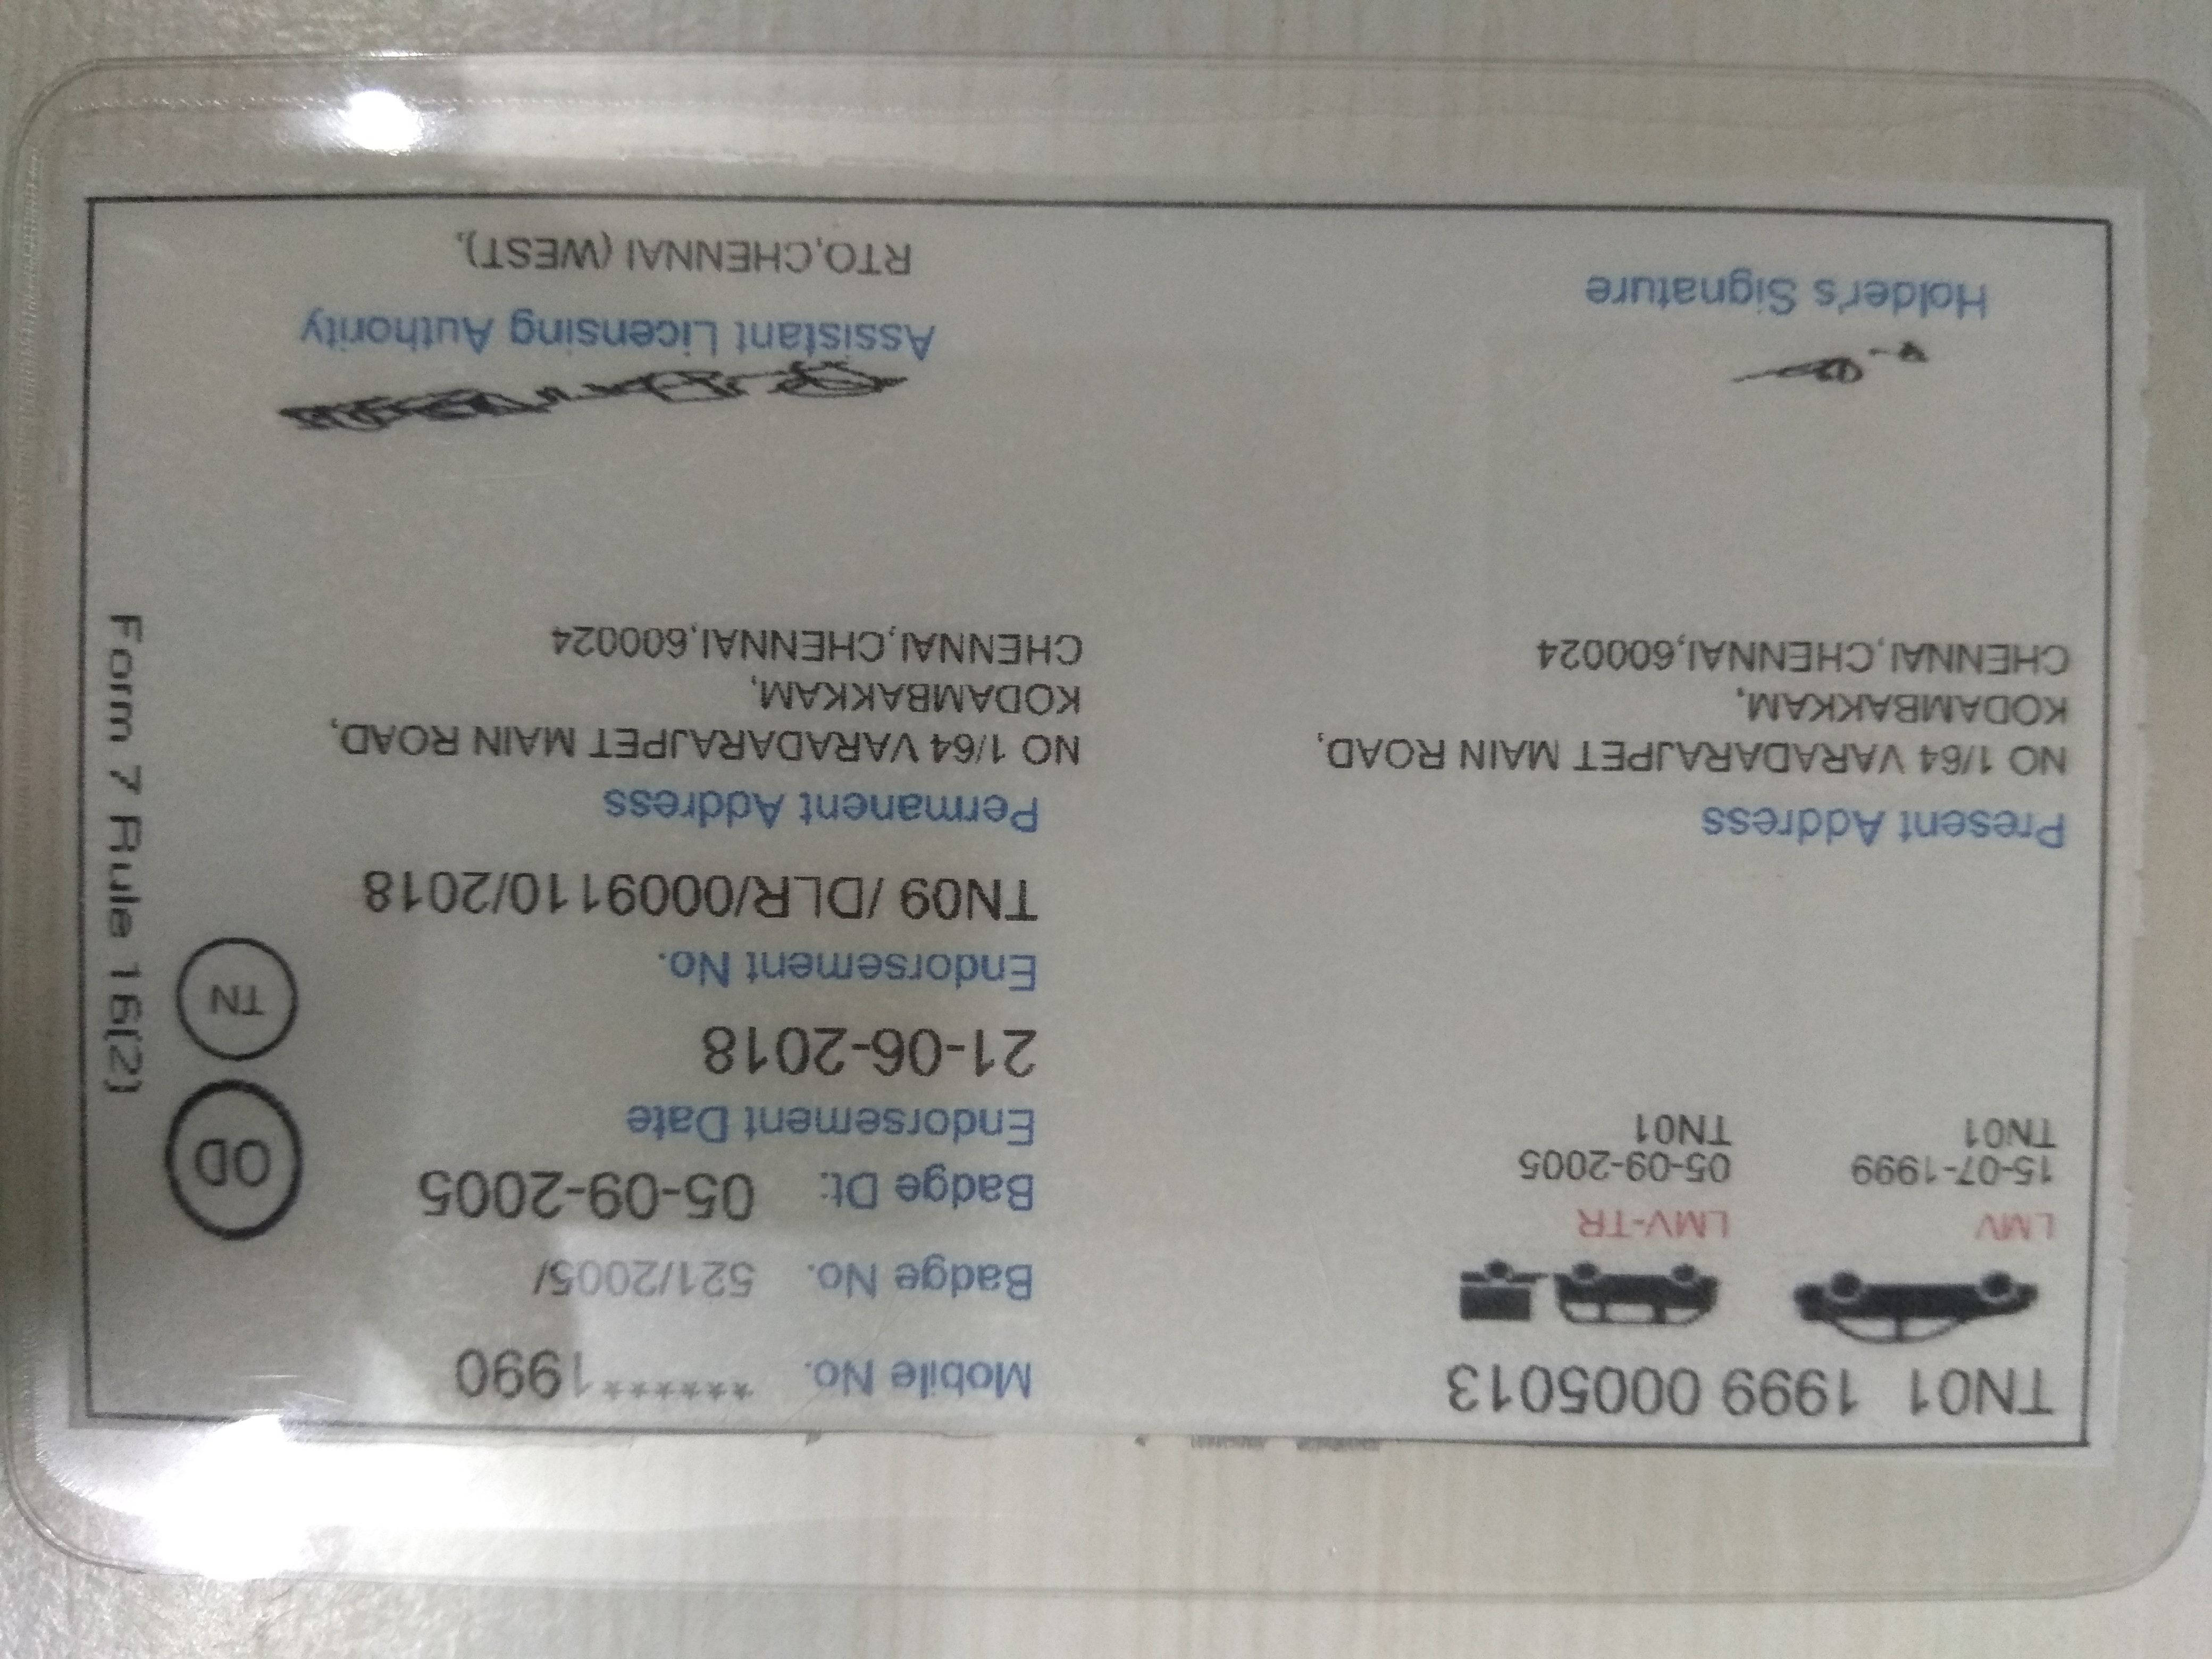 TN01 1999 0005013
LMV
15-07-1999
TN01
LMV-TR
05-09-2005
TN01
Mobile No. ******1990
Badge No. 521/2005/
Badge Dt: 05-09-2005
Endorsement Date
21-06-2018
Endorsement No.
TN09 /DLR/0009110/2018
OD
TN
Form 7 Rule 16(2)
Present Address
NO 1/64 VARADARAJPET MAIN ROAD,
KODAMBAKKAM,
CHENNAI,CHENNAI,600024
Permanent Address
NO 1/64 VARADARAJPET MAIN ROAD,
KODAMBAKKAM,
CHENNAI,CHENNAI,600024
Holder's Signature
Assistant Licensing Authority
RTO,CHENNAI (WEST),